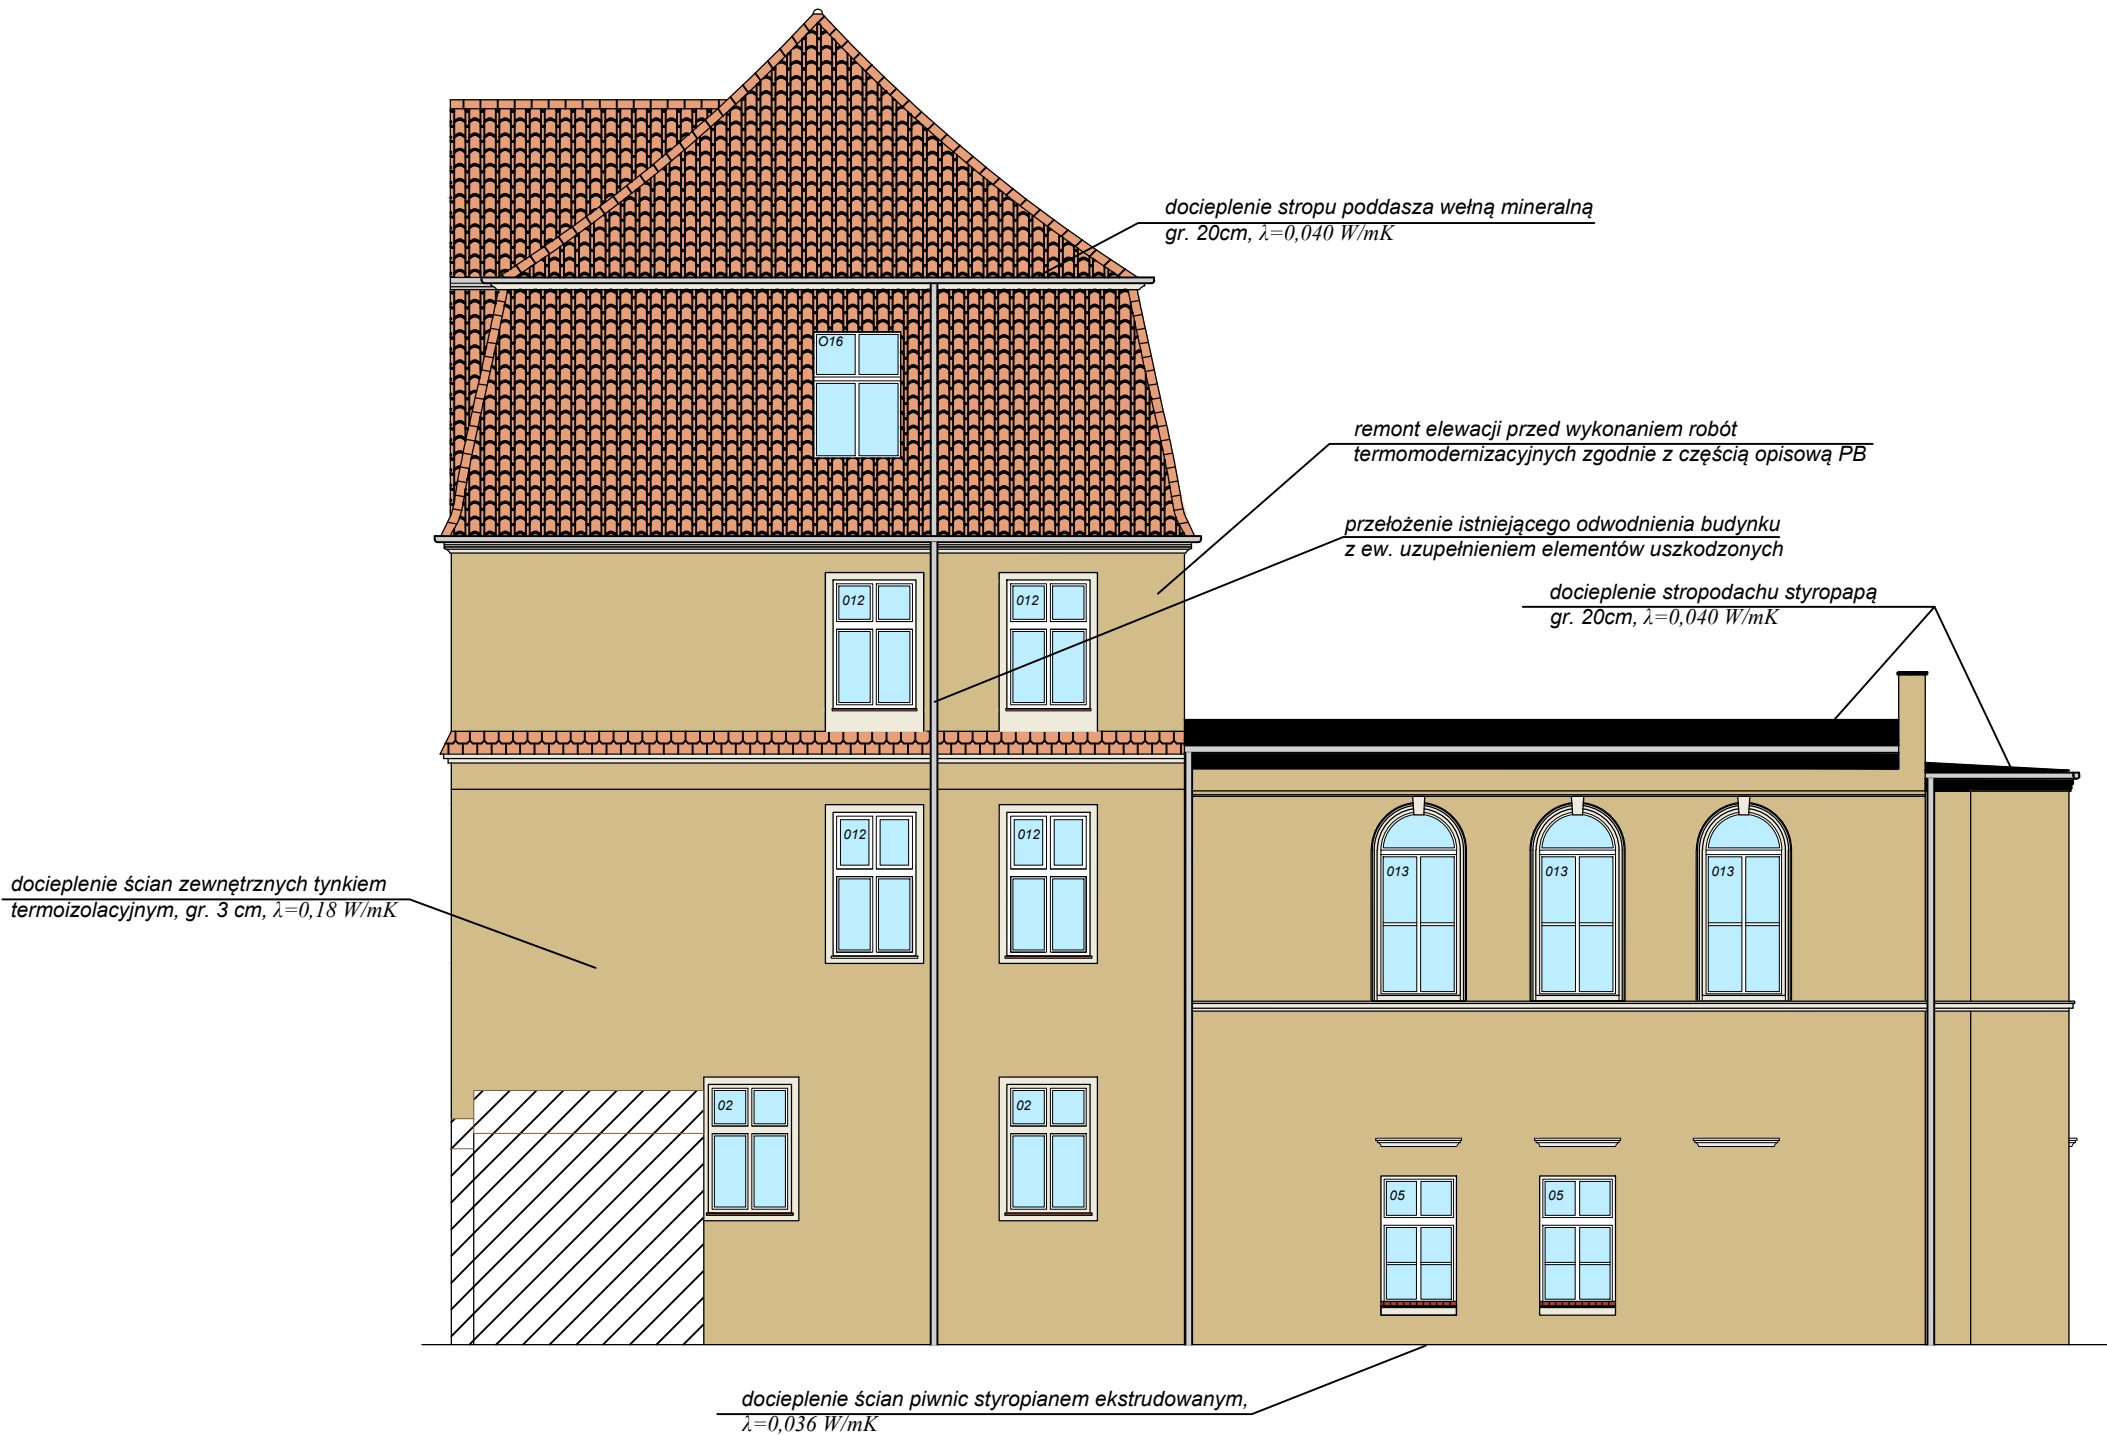 docieplenie stropu poddasza wełną mineralną
gr. 20cm, λ=0,040 W/mK
O16
remont elewacji przed wykonaniem robót
termomodernizacyjnych zgodnie z częścią opisową PB
przełożenie istniejącego odwodnienia budynku
z ew. uzupełnieniem elementów uszkodzonych
docieplenie stropodachu styropapą
gr. 20cm, λ=0,040 W/mK
012
012
012
012
013
013
013
docieplenie ścian zewnętrznych tynkiem
termoizolacyjnym, gr. 3 cm, λ=0,18 W/mK
02
02
05
05
docieplenie ścian piwnic styropianem ekstrudowanym,
λ=0,036 W/mK